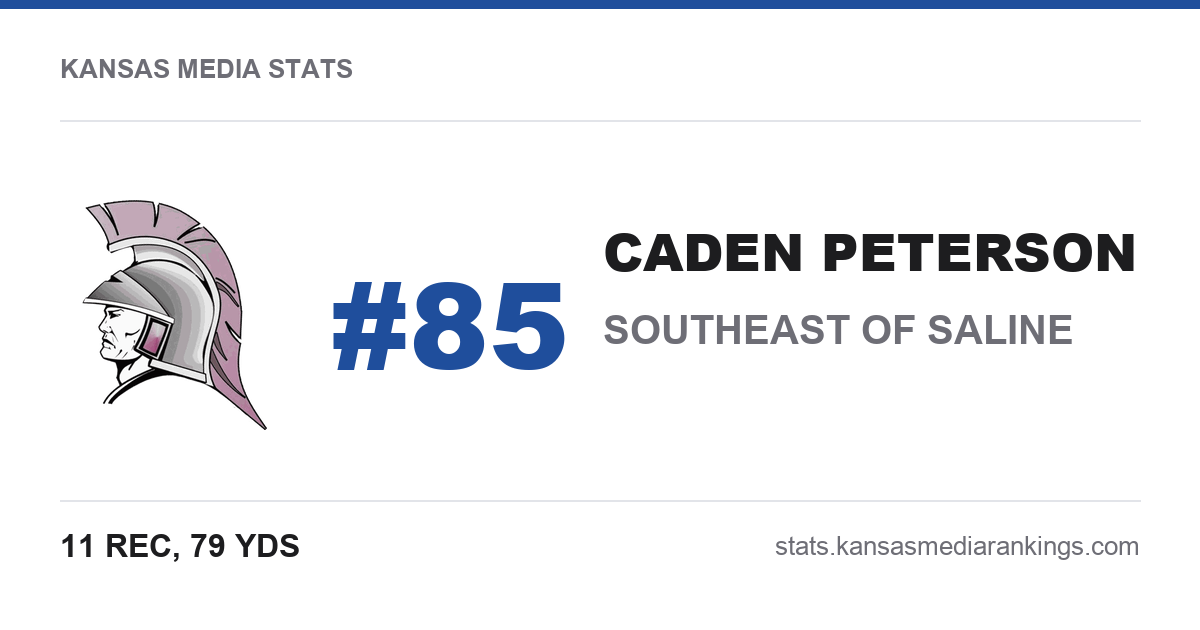 KANSAS MEDIA STATS
#85
CADEN PETERSON
SOUTHEAST OF SALINE
11 REC, 79 YDS
stats.kansasmediarankings.com